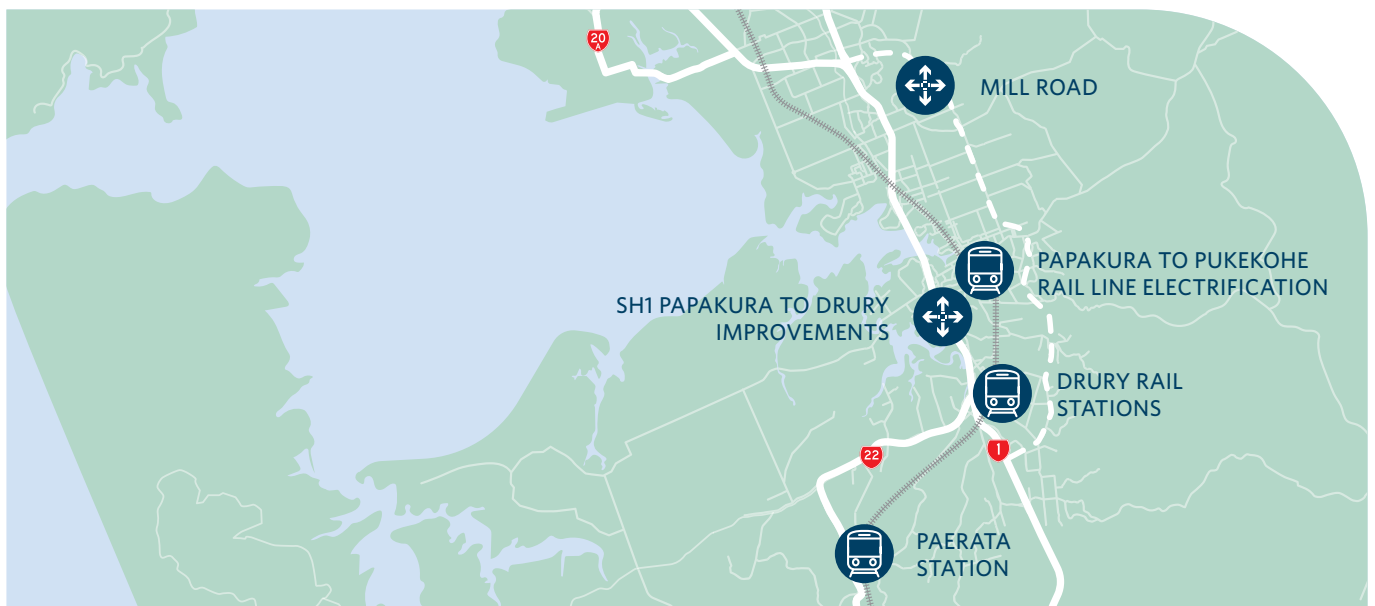 20
A
MILL ROAD
PAPAKURA TO PUKEKOHE
RAIL LINE ELECTRIFICATION
SH1 PAPAKURA TO DRURY
IMPROVEMENTS
DRURY RAIL
STATIONS
22
1
PAERATA
STATION